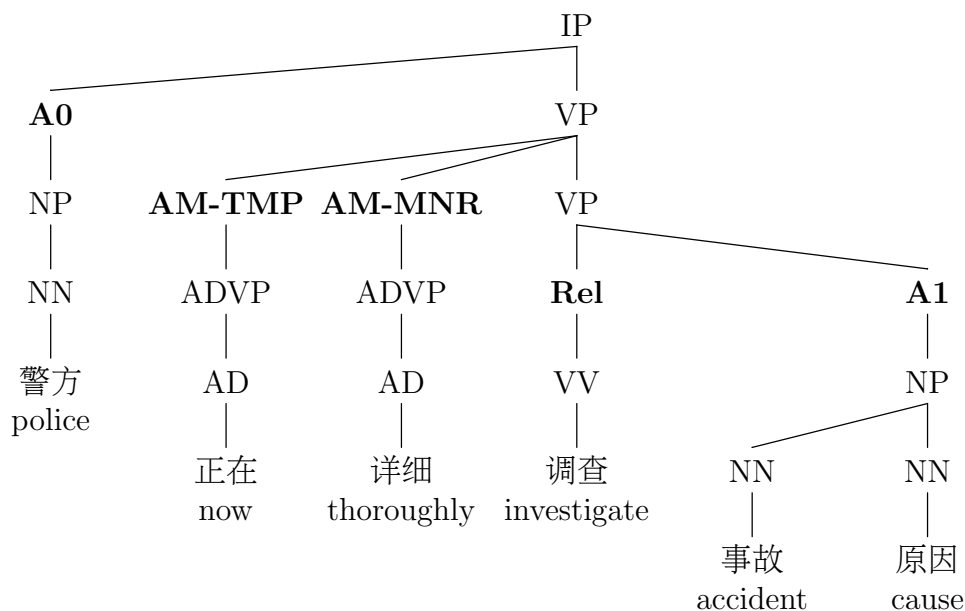 IP
A0 VP
NP AM-TMP AM-MNR VP
NN ADVP ADVP Rel A1
警方 AD AD VV NP
police
正在 详细 调查 NN NN
now thoroughly investigate
事故 原因
accident cause